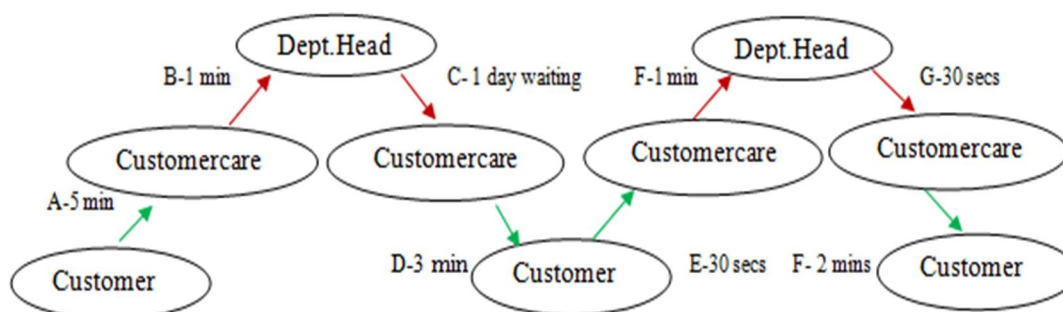 Dept.Head
Dept.Head
B-1 min
C- 1 day waiting
F-1 min
G-30 secs
Customercare
Customercare
Customercare
Customercare
A-5 min
D-3 min
E-30 secs
F- 2 mins
Customer
Customer
Customer